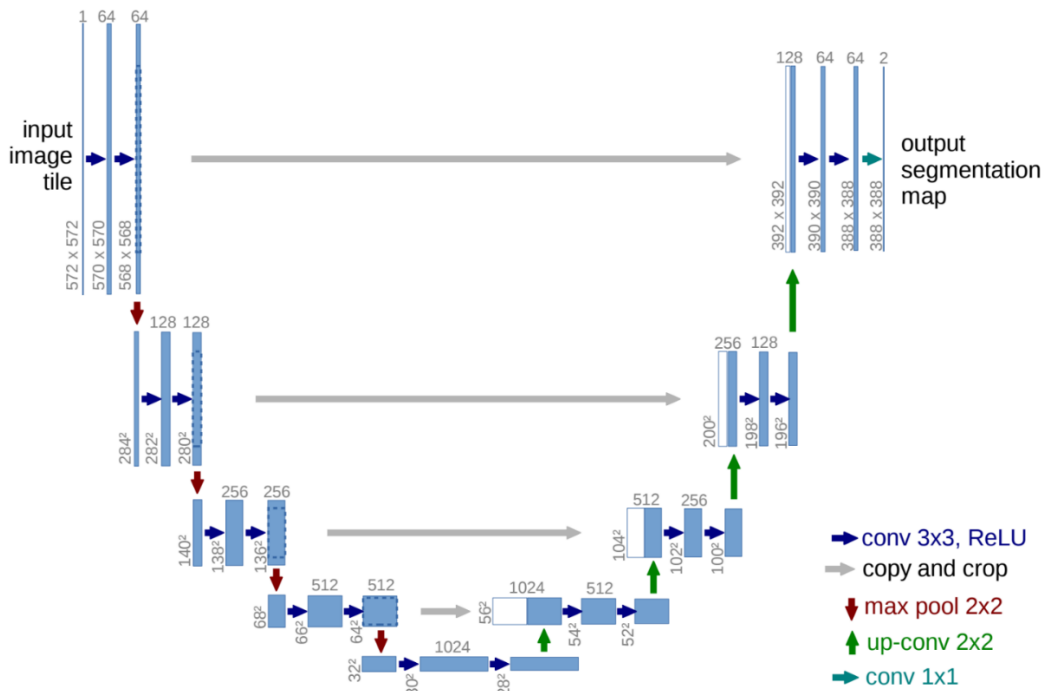 1 64 64
input
image
tile
572 x 572
570 x 570
568 x 568
128 64 64 2
output
segmentation
map
392 x 392
390 x 390
388 x 388
388 x 388
128 128
284²
282²
280²
256 128
200²
198²
196²
256 256
140²
138²
136²
512 256
104²
102²
100²
512 512
68²
66²
64²
1024 512
56²
54²
52²
1024
32²
30²
28²
conv 3x3, ReLU
copy and crop
max pool 2x2
up-conv 2x2
conv 1x1